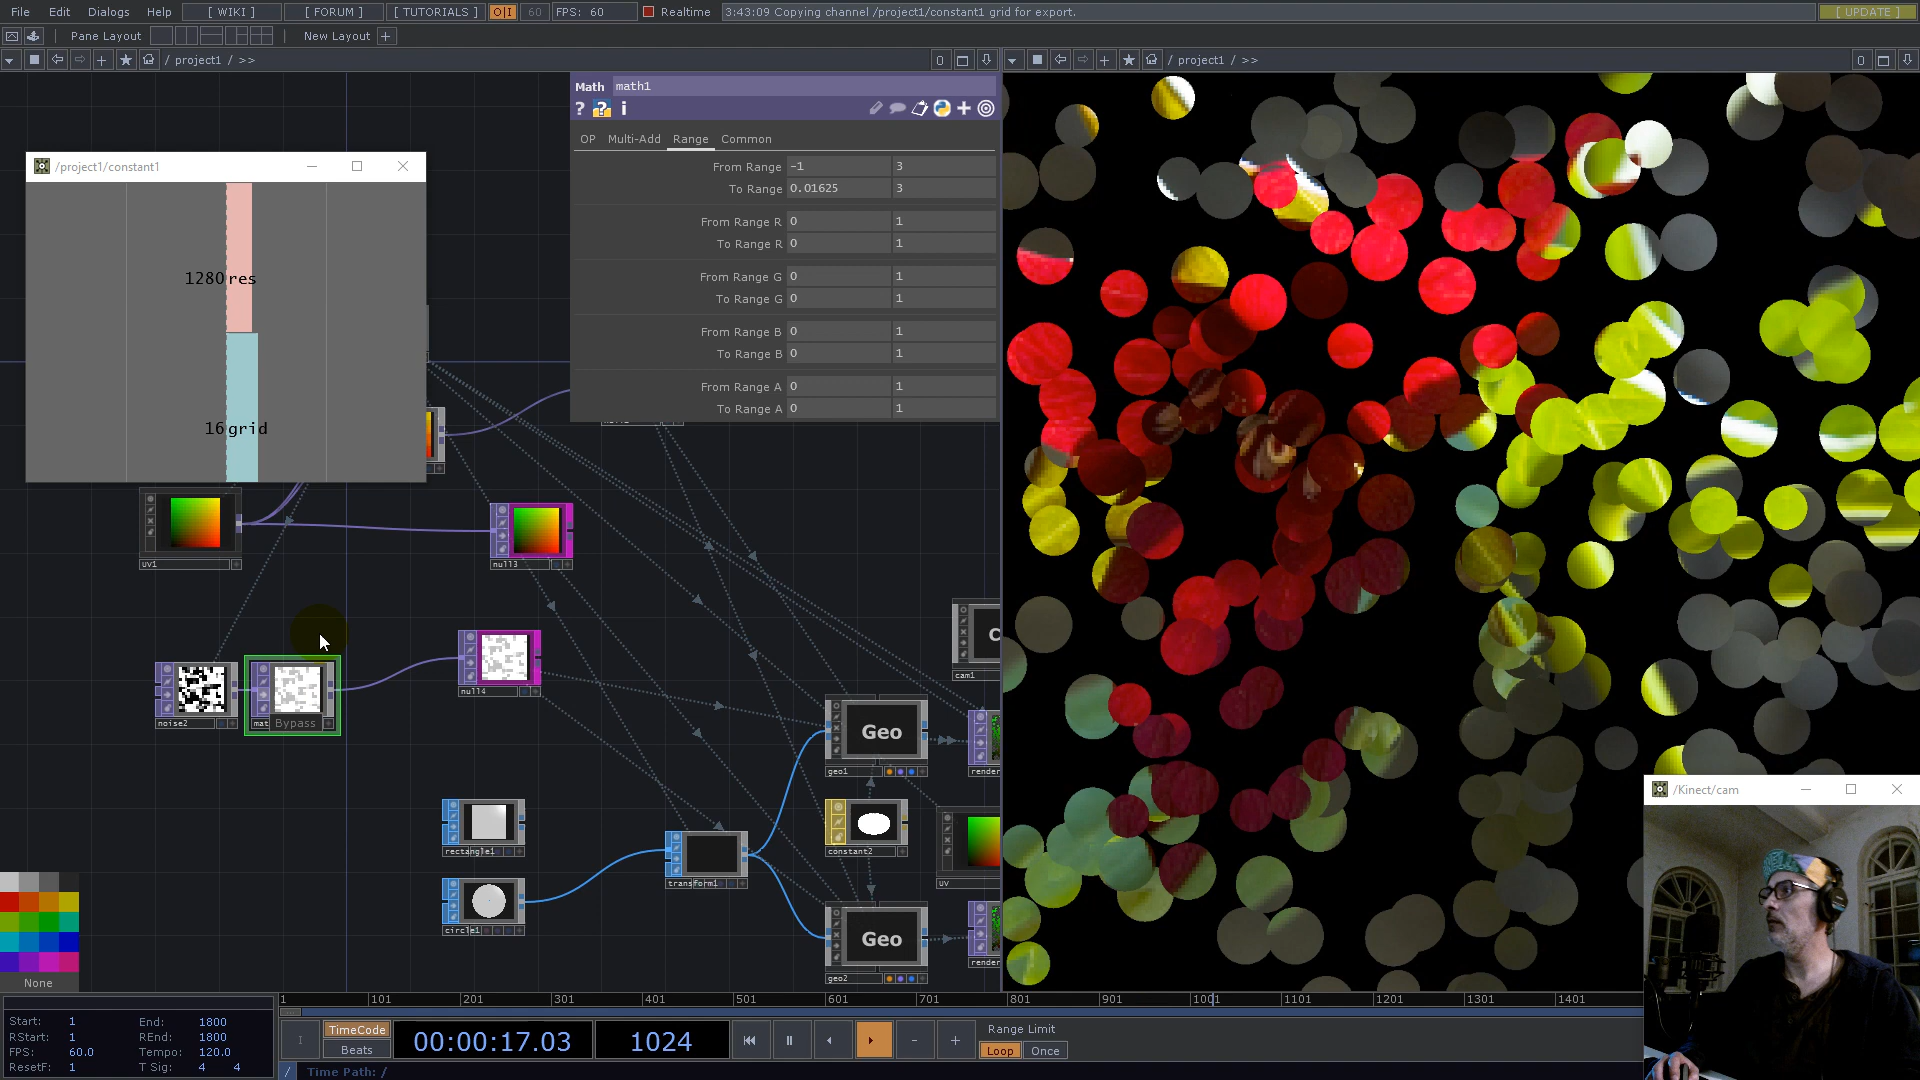 File Edit Dialogs Help [ WIKI ] [ FORUM ] [ TUTORIALS ] O|I 60 FPS: 60 Realtime 3:43:09 Copying channel /project1/constant1 grid for export. [ UPDATE ]
Pane Layout New Layout +
/ project1 / >> 0
/ project1 / >> 0
Math math1
? ? i
OP Multi-Add Range Common
From Range -1 3
To Range 0.01625 3
From Range R 0 1
To Range R 0 1
From Range G 0 1
To Range G 0 1
From Range B 0 1
To Range B 0 1
From Range A 0 1
To Range A 0 1
/project1/constant1
1280 res
16 grid
uv1
null3
noise2
mat
Bypass
null4
C
cam1
Geo
geo1
render
rectangle1
constant2
transform1
uv
circle1
Geo
geo2
render
None
/Kinect/cam
1 101 201 301 401 501 601 701 801 901 1001 1101 1201 1301 1401
Start: 1 End: 1800
RStart: 1 REnd: 1800
FPS: 60.0 Tempo: 120.0
ResetF: 1 T Sig: 4 4
I
TimeCode
Beats
00:00:17.03
1024
- +
Range Limit
Loop Once
/ Time Path: /